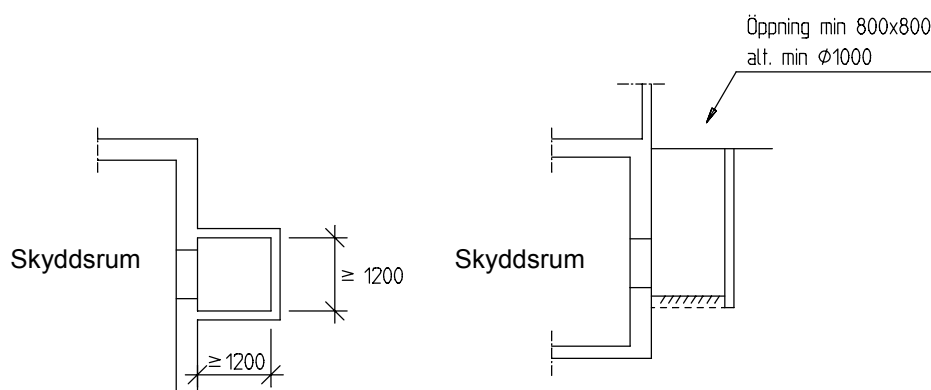 Öppning min 800x800
alt. min Ø1000
Skyddsrum
≥ 1200
≥ 1200
Skyddsrum